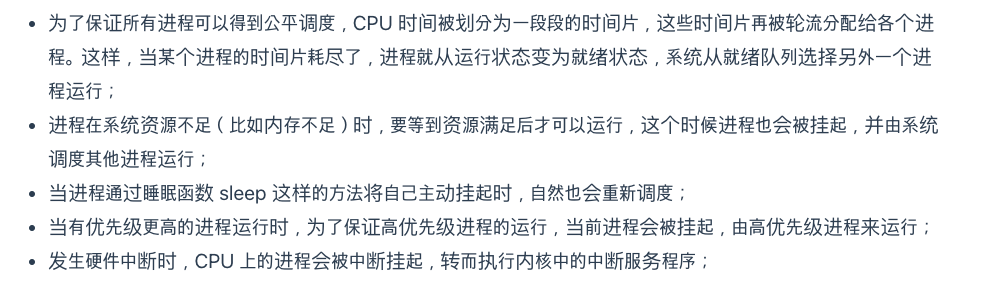 • 为了保证所有进程可以得到公平调度，CPU 时间被划分为一段段的时间片，这些时间片再被轮流分配给各个进
程。这样，当某个进程的时间片耗尽了，进程就从运行状态变为就绪状态，系统从就绪队列选择另外一个进
程运行；
• 进程在系统资源不足（比如内存不足）时，要等到资源满足后才可以运行，这个时候进程也会被挂起，并由系统
调度其他进程运行；
• 当进程通过睡眠函数 sleep 这样的方法将自己主动挂起时，自然也会重新调度；
• 当有优先级更高的进程运行时，为了保证高优先级进程的运行，当前进程会被挂起，由高优先级进程来运行；
• 发生硬件中断时，CPU 上的进程会被中断挂起，转而执行内核中的中断服务程序；